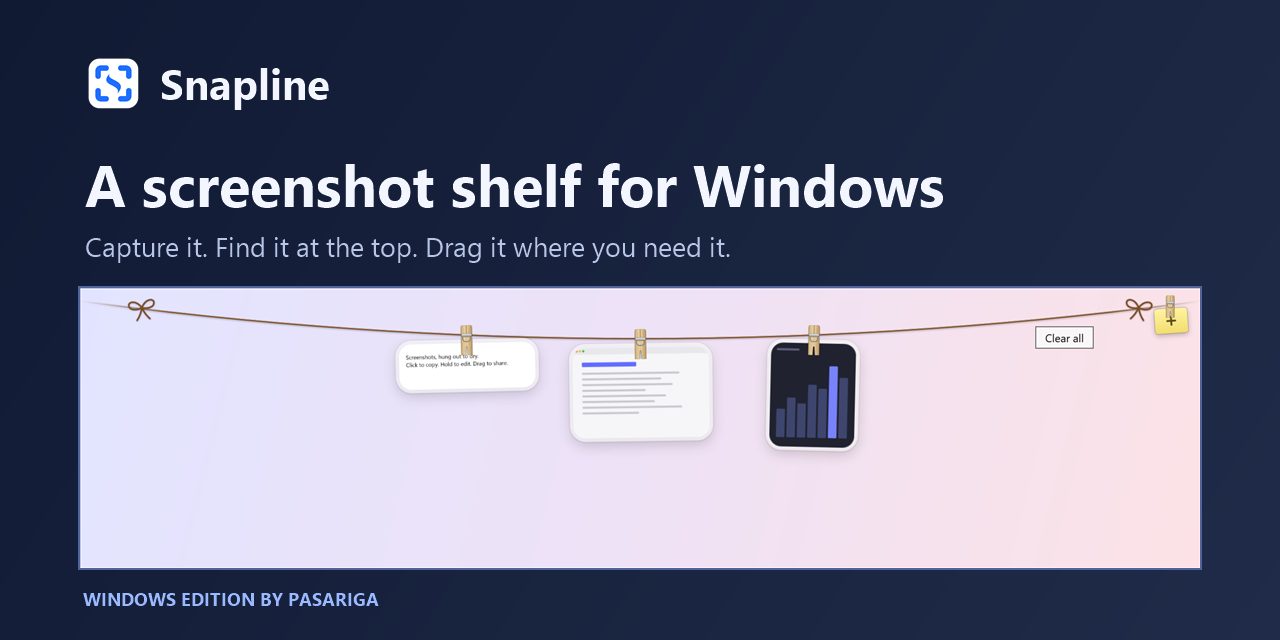 Snapline
A screenshot shelf for Windows
Capture it. Find it at the top. Drag it where you need it.
+
Clear all
Screenshots, hung out to dry.
Click to copy. Hold to edit. Drag to share.
WINDOWS EDITION BY PASARIGA